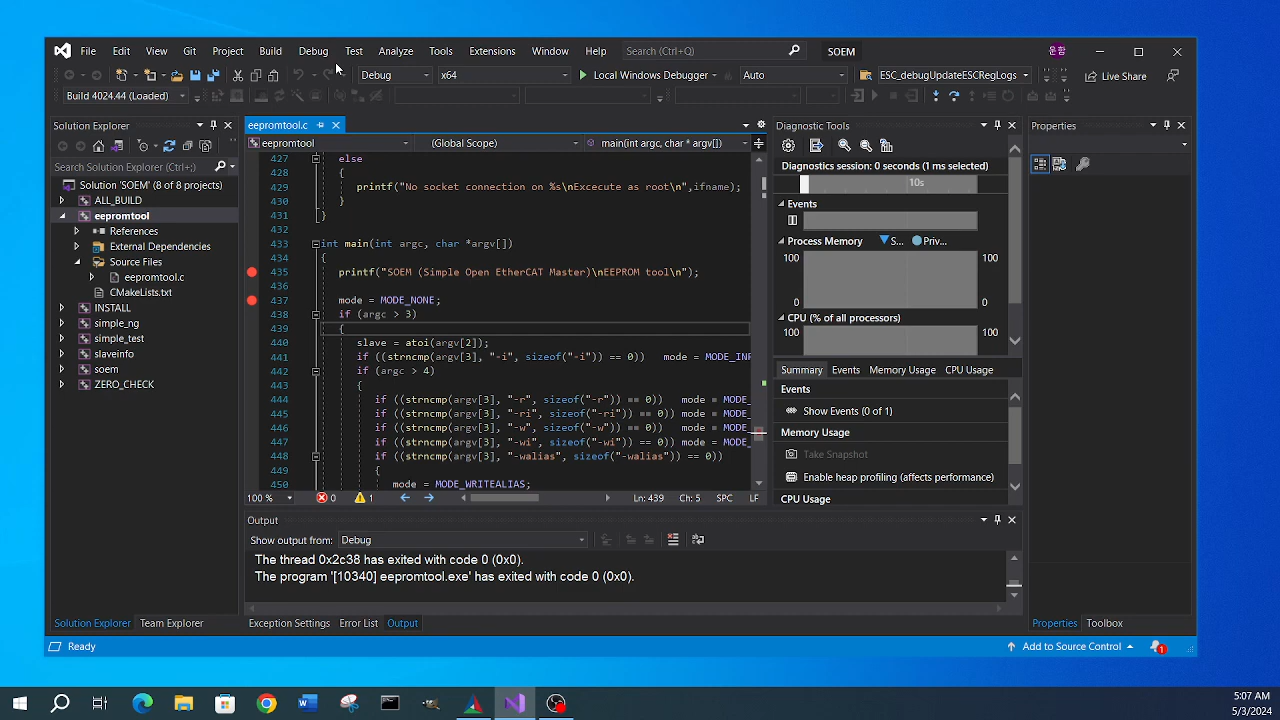 File Edit View Git Project Build Debug Test Analyze Tools Extensions Window Help Search (Ctrl+Q) SOEM 운함
Debug x64 Local Windows Debugger Auto ESC_debugUpdateESCRegLogs Live Share
Build 4024.44 (Loaded)
Solution Explorer
Search Solution Explorer (Ctrl+;)
Solution 'SOEM' (8 of 8 projects)
ALL_BUILD
eepromtool
References
External Dependencies
Source Files
eepromtool.c
CMakeLists.txt
INSTALL
simple_ng
simple_test
slaveinfo
soem
ZERO_CHECK
Solution Explorer Team Explorer
eepromtool.c
eepromtool (Global Scope) main(int argc, char * argv[])
427 else
428 {
429 printf("No socket connection on %s\nExcecute as root\n",ifname);
430 }
431 }
432
433 int main(int argc, char *argv[])
434 {
435 printf("SOEM (Simple Open EtherCAT Master)\nEEPROM tool\n");
436
437 mode = MODE_NONE;
438 if (argc > 3)
439 {
440 slave = atoi(argv[2]);
441 if ((strncmp(argv[3], "-i", sizeof("-i")) == 0)) mode = MODE_INF
442 if (argc > 4)
443 {
444 if ((strncmp(argv[3], "-r", sizeof("-r")) == 0)) mode = MODE_
445 if ((strncmp(argv[3], "-ri", sizeof("-ri")) == 0)) mode = MODE_
446 if ((strncmp(argv[3], "-w", sizeof("-w")) == 0)) mode = MODE_
447 if ((strncmp(argv[3], "-wi", sizeof("-wi")) == 0)) mode = MODE_
448 if ((strncmp(argv[3], "-walias", sizeof("-walias")) == 0))
449 {
450 mode = MODE_WRITEALIAS;
100 % 0 1 Ln: 439 Ch: 5 SPC LF
Diagnostic Tools
Diagnostics session: 0 seconds (1 ms selected)
10s
Events
Process Memory S... Priv...
100 100
0 0
CPU (% of all processors)
100 100
Summary Events Memory Usage CPU Usage
Events
Show Events (0 of 1)
Memory Usage
Take Snapshot
Enable heap profiling (affects performance)
CPU Usage
Properties
Properties Toolbox
Output
Show output from: Debug
The thread 0x2c38 has exited with code 0 (0x0).
The program '[10340] eepromtool.exe' has exited with code 0 (0x0).
Exception Settings Error List Output
Ready Add to Source Control 1
5:07 AM
5/3/2024